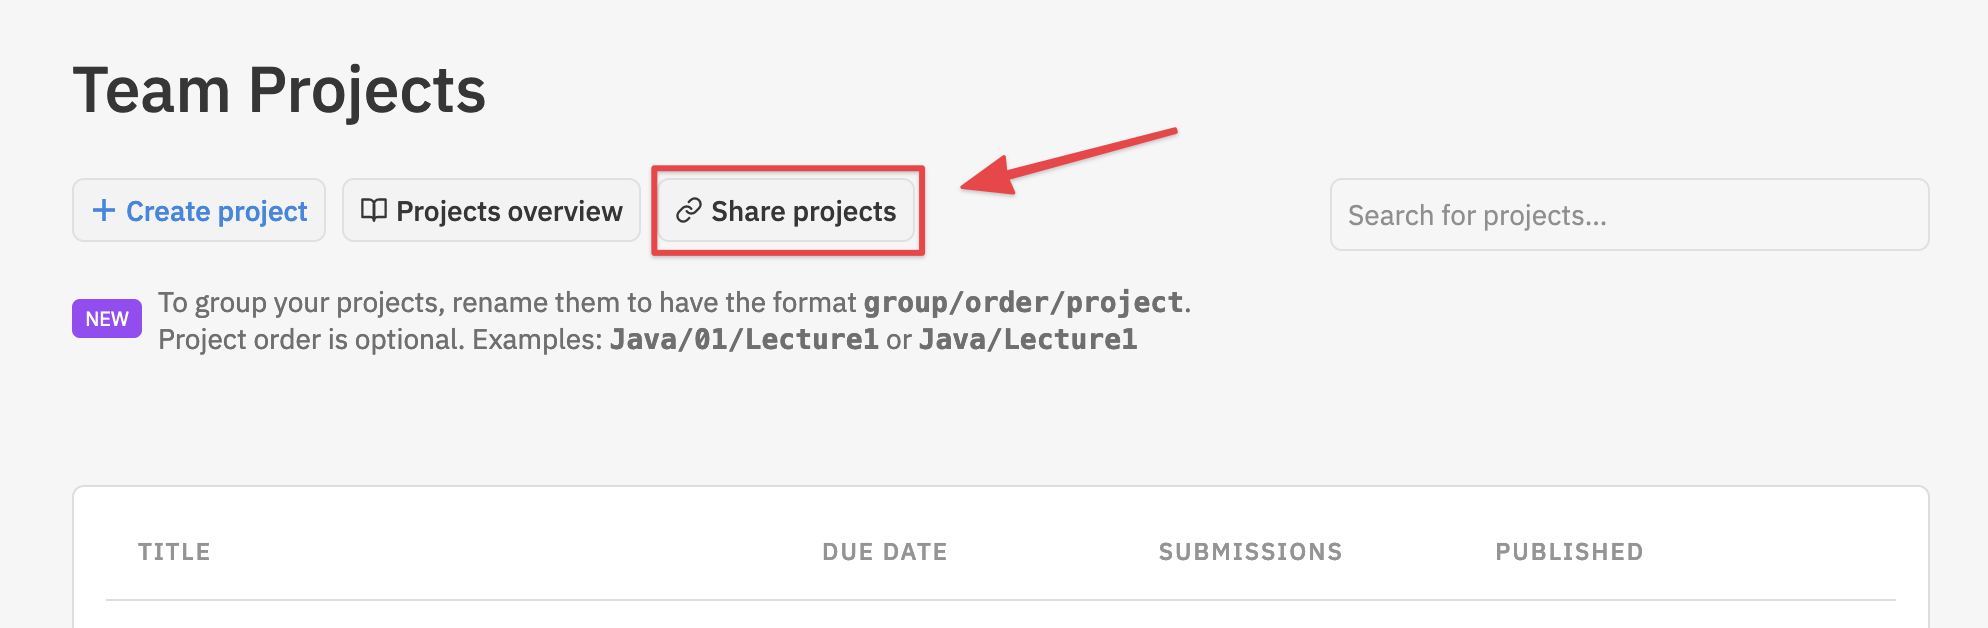 Team Projects
+ Create project
Projects overview
Share projects
Search for projects...
NEW
To group your projects, rename them to have the format group/order/project.
Project order is optional. Examples: Java/01/Lecture1 or Java/Lecture1
TITLE DUE DATE SUBMISSIONS PUBLISHED